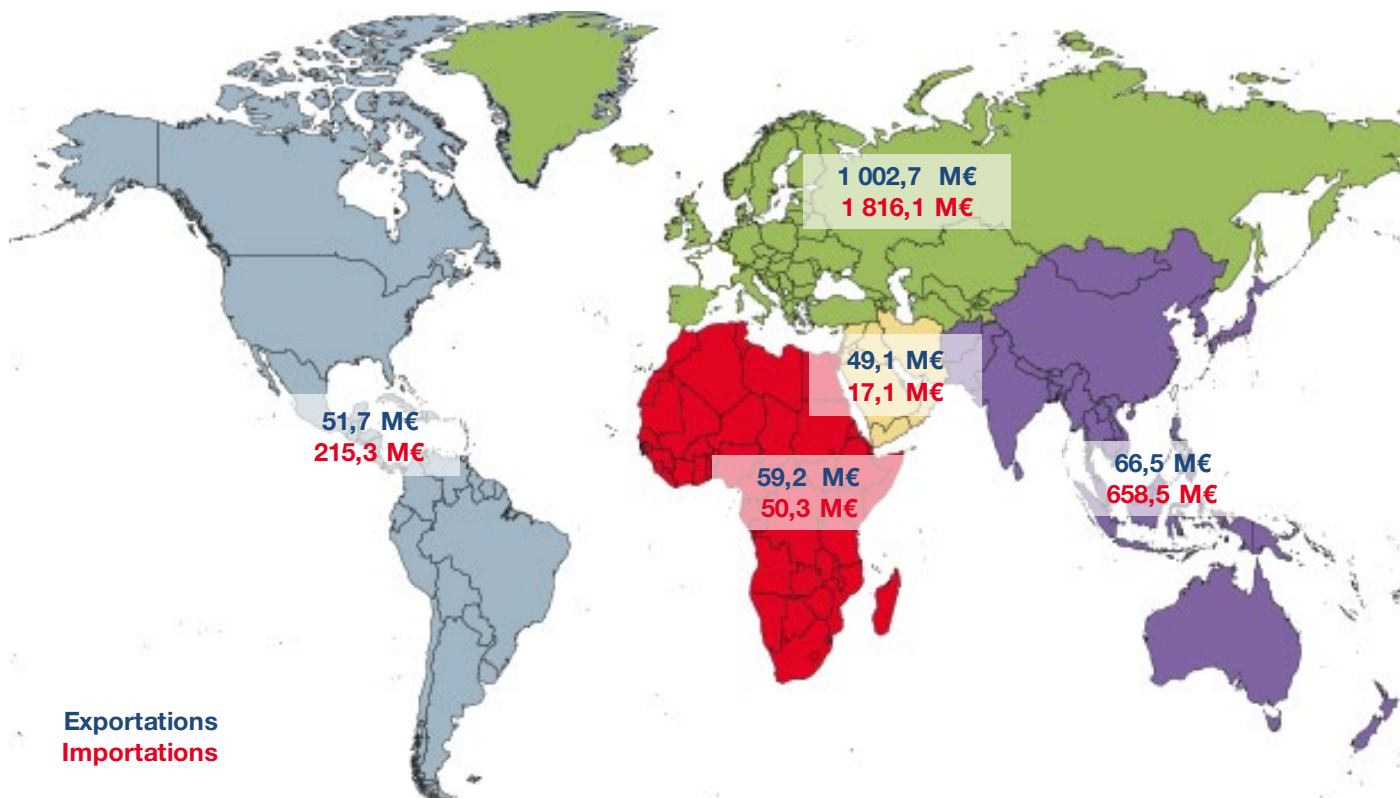 1 002,7 M€
1 816,1 M€
49,1 M€
17,1 M€
51,7 M€
215,3 M€
59,2 M€
50,3 M€
66,5 M€
658,5 M€
Exportations
Importations